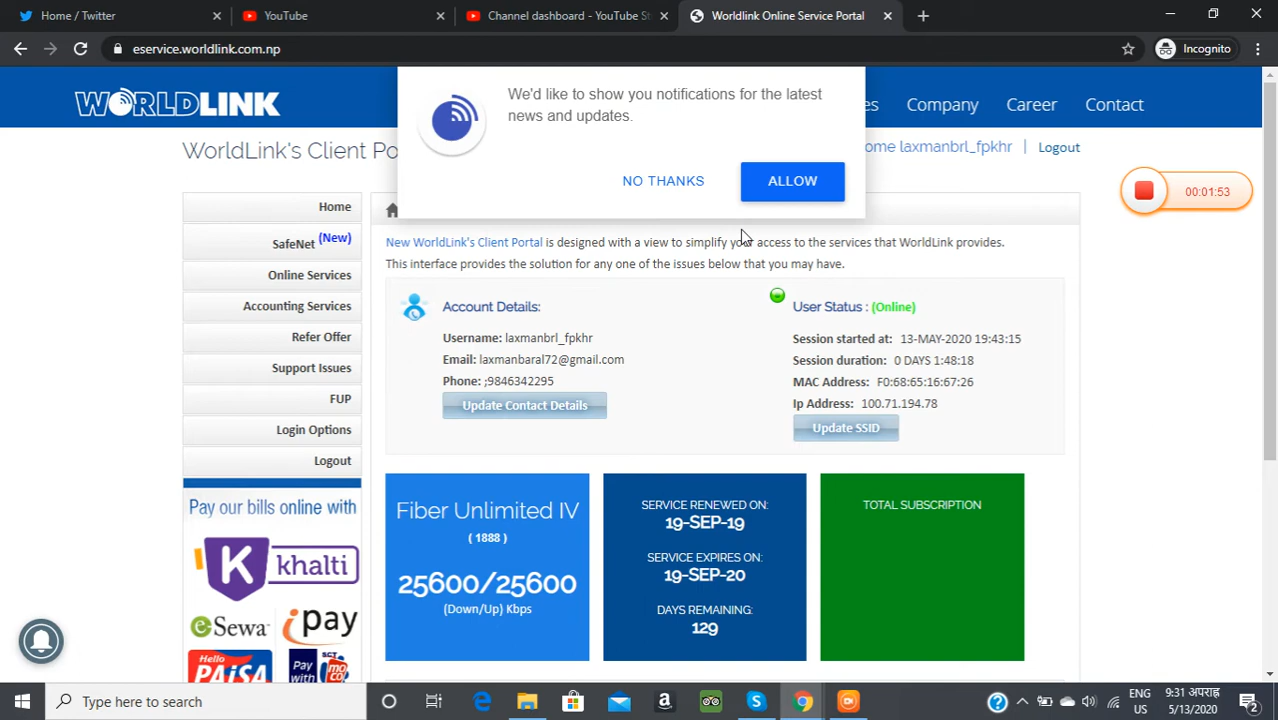 Home / Twitter
YouTube
Channel dashboard - YouTube St
Worldlink Online Service Portal
eservice.worldlink.com.np
Incognito
We'd like to show you notifications for the latest
news and updates.
NO THANKS
ALLOW
WORLDLINK
es
Company
Career
Contact
WorldLink's Client Po
ome laxmanbrl_fpkhr | Logout
00:01:53
Home
SafeNet (New)
Online Services
Accounting Services
Refer Offer
Support Issues
FUP
Login Options
Logout
Pay our bills online with
khalti
eSewa
ipay
Hello
PAISA
Pay
with
SCT
moco
New WorldLink's Client Portal is designed with a view to simplify your access to the services that WorldLink provides.
This interface provides the solution for any one of the issues below that you may have.
Account Details:
Username: laxmanbrl_fpkhr
Email: laxmanbaral72@gmail.com
Phone: ;9846342295
Update Contact Details
User Status : (Online)
Session started at: 13-MAY-2020 19:43:15
Session duration: 0 DAYS 1:48:18
MAC Address: F0:68:65:16:67:26
Ip Address: 100.71.194.78
Update SSID
Fiber Unlimited IV
( 1888 )
25600/25600
(Down/Up) Kbps
SERVICE RENEWED ON:
19-SEP-19
SERVICE EXPIRES ON:
19-SEP-20
DAYS REMAINING:
129
TOTAL SUBSCRIPTION
Type here to search
ENG
US
9:31 अपराह्न
5/13/2020
2